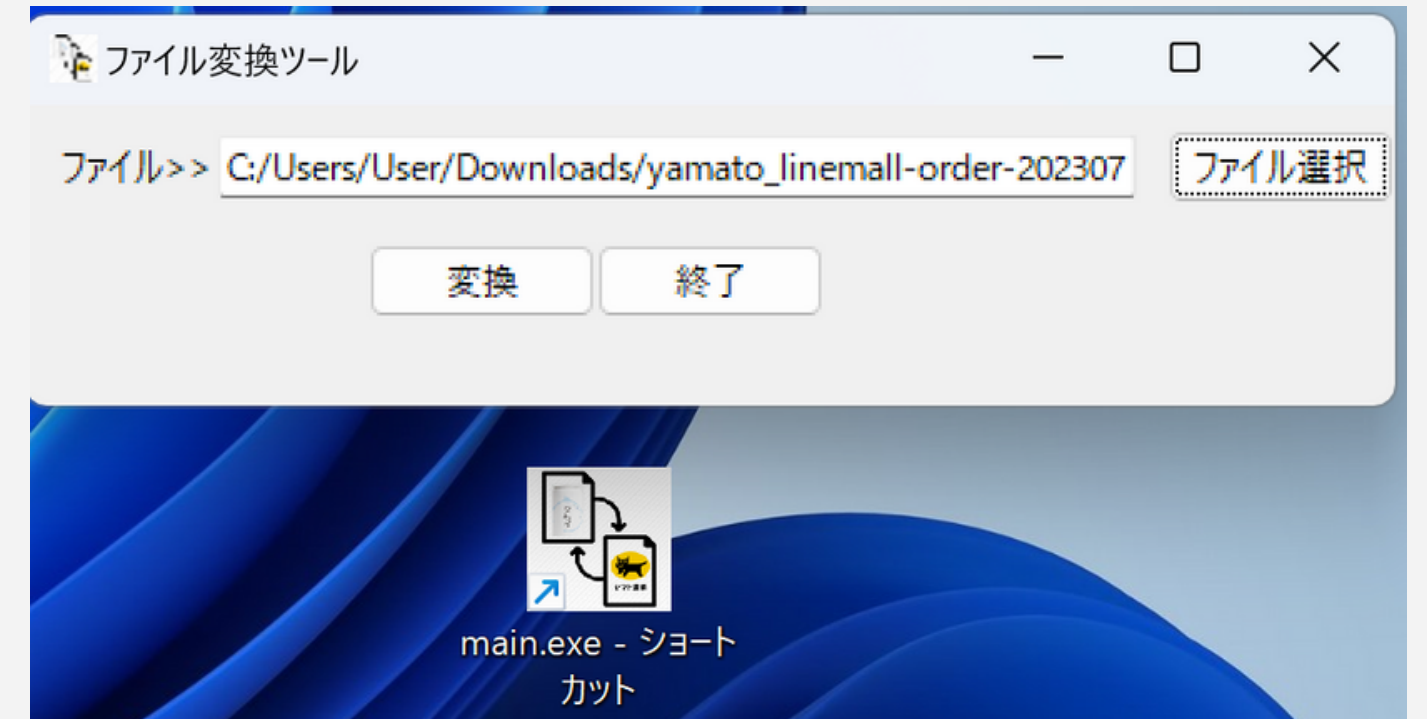 ファイル変換ツール
ファイル>> C:/Users/User/Downloads/yamato_linemall-order-202307 ファイル選択
変換 終了
main.exe - ショート
カット